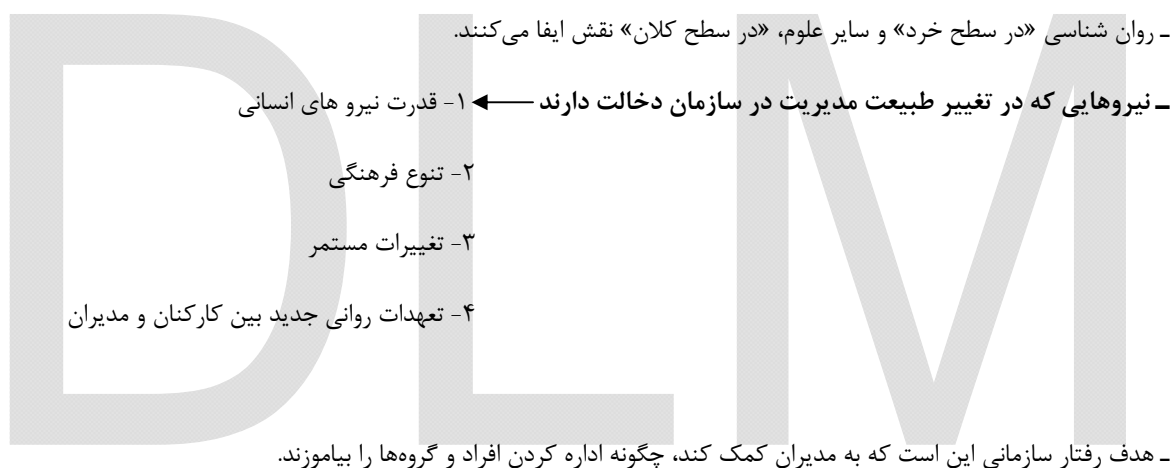 ـ روان شناسی «در سطح خرد» و سایر علوم، «در سطح کلان» نقش ایفا می‌کنند.
ـ نیروهایی که در تغییر طبیعت مدیریت در سازمان دخالت دارند ← ۱- قدرت نیرو های انسانی
۲- تنوع فرهنگی
۳- تغییرات مستمر
۴- تعهدات روانی جدید بین کارکنان و مدیران
ـ هدف رفتار سازمانی این است که به مدیران کمک کند، چگونه اداره کردن افراد و گروه‌ها را بیاموزند.
DLM